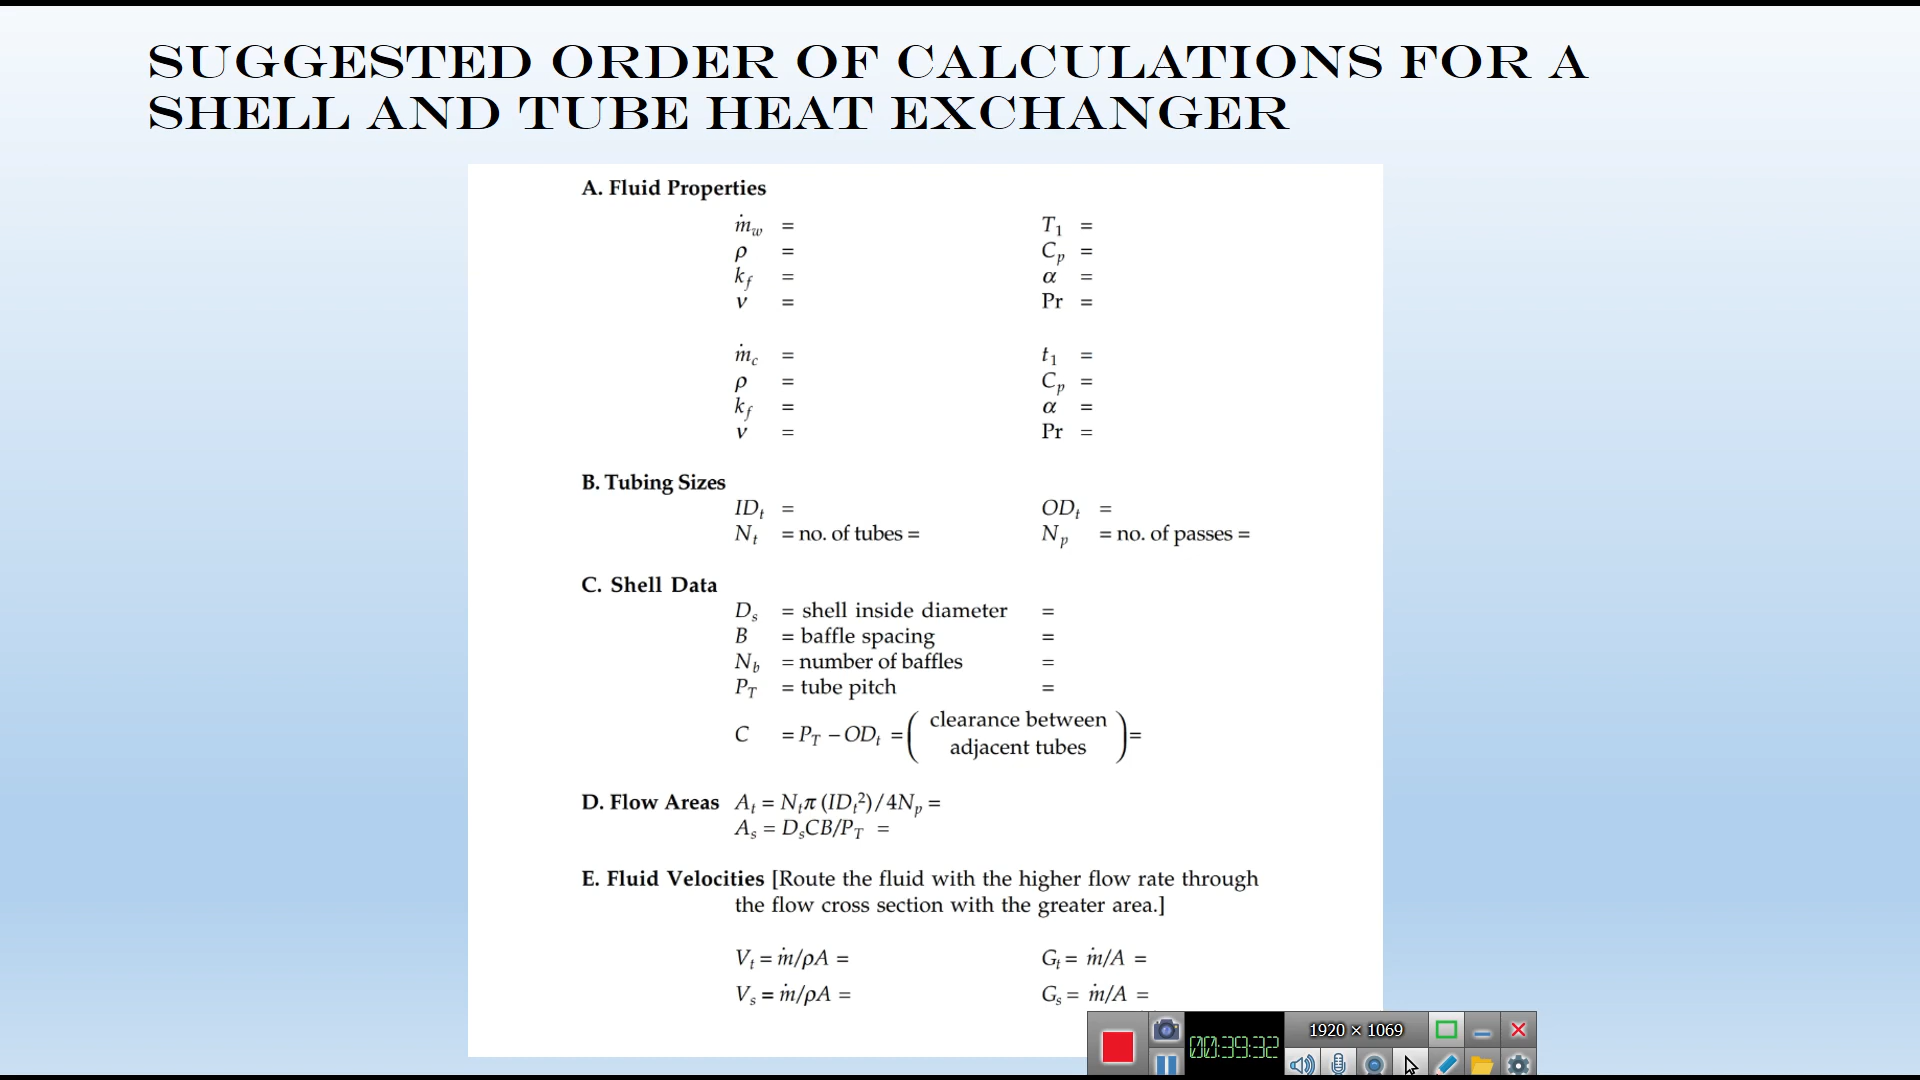 SUGGESTED ORDER OF CALCULATIONS FOR A
SHELL AND TUBE HEAT EXCHANGER
A. Fluid Properties
ṁw = T1 =
ρ = Cp =
kf = α =
ν = Pr =
ṁc = t1 =
ρ = Cp =
kf = α =
ν = Pr =
B. Tubing Sizes
IDt = ODt =
Nt = no. of tubes = Np = no. of passes =
C. Shell Data
Ds = shell inside diameter =
B = baffle spacing =
Nb = number of baffles =
PT = tube pitch =
C = PT − ODt = ( clearance between adjacent tubes ) =
D. Flow Areas At = Ntπ (IDt²)/4Np =
As = DsCB/PT =
E. Fluid Velocities [Route the fluid with the higher flow rate through
the flow cross section with the greater area.]
Vt = ṁ/ρA = Gt = ṁ/A =
Vs = ṁ/ρA = Gs = ṁ/A =
00:39:32
1920 × 1069